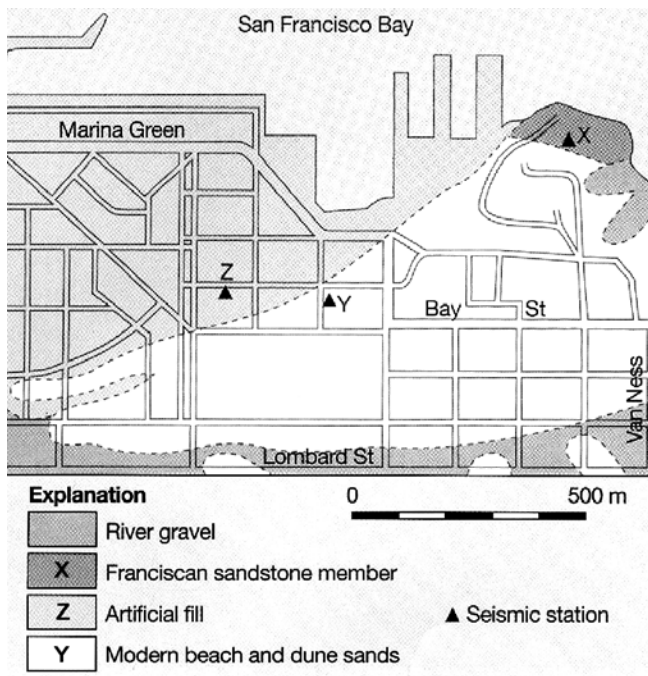 San Francisco Bay
Marina Green
X
Z
Y
Bay St
Van Ness
Lombard St
Explanation
0 500 m
River gravel
X Franciscan sandstone member
Z Artificial fill
▲ Seismic station
Y Modern beach and dune sands